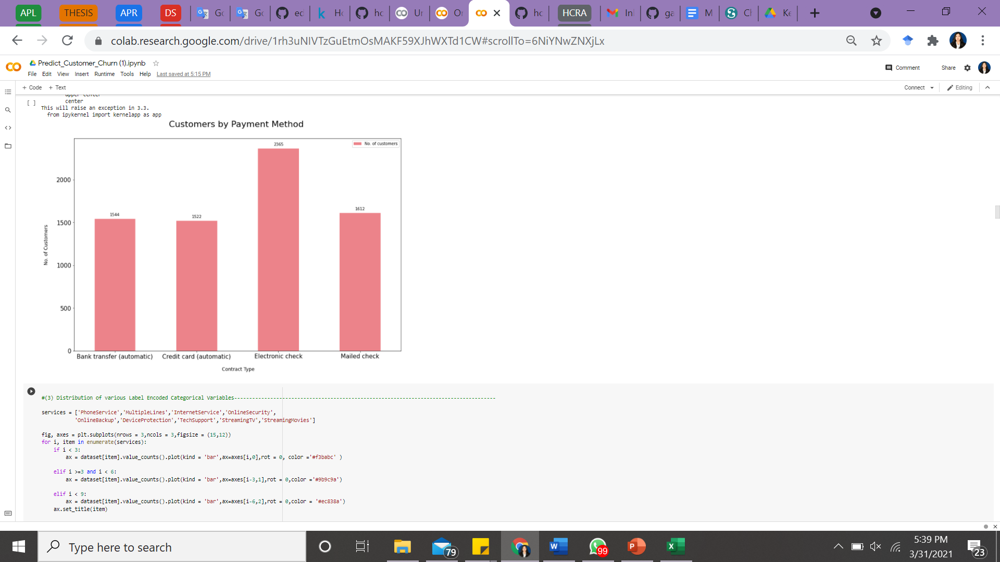 APL THESIS APR DS Gc Gc ec Hc hc Ur Or hc HCRA Inl ga M Cl Ke
colab.research.google.com/drive/1rh3uNIVTzGuEtmOsMAKF59XJhWXTd1CW#scrollTo=6NiYNwZNXjLx
Predict_Customer_Churn (1).ipynb
File Edit View Insert Runtime Tools Help Last saved at 5:15 PM
Comment Share
+ Code + Text
Connect Editing
upper center
[ ] center
This will raise an exception in 3.3.
from ipykernel import kernelapp as app
Customers by Payment Method
No. of customers
2365
1612
1544
1522
2000
1500
1000
500
0
No. of Customers
Bank transfer (automatic) Credit card (automatic) Electronic check Mailed check
Contract Type
#(3) Distribution of various Label Encoded Categorical Variables---------------------------------------------------------------------------------------
services = ['PhoneService','MultipleLines','InternetService','OnlineSecurity',
'OnlineBackup','DeviceProtection','TechSupport','StreamingTV','StreamingMovies']
fig, axes = plt.subplots(nrows = 3,ncols = 3,figsize = (15,12))
for i, item in enumerate(services):
if i < 3:
ax = dataset[item].value_counts().plot(kind = 'bar',ax=axes[i,0],rot = 0, color ='#f3babc' )
elif i >=3 and i < 6:
ax = dataset[item].value_counts().plot(kind = 'bar',ax=axes[i-3,1],rot = 0,color ='#9b9c9a')
elif i < 9:
ax = dataset[item].value_counts().plot(kind = 'bar',ax=axes[i-6,2],rot = 0,color = '#ec838a')
ax.set_title(item)
Type here to search
79
99
5:39 PM
3/31/2021
23